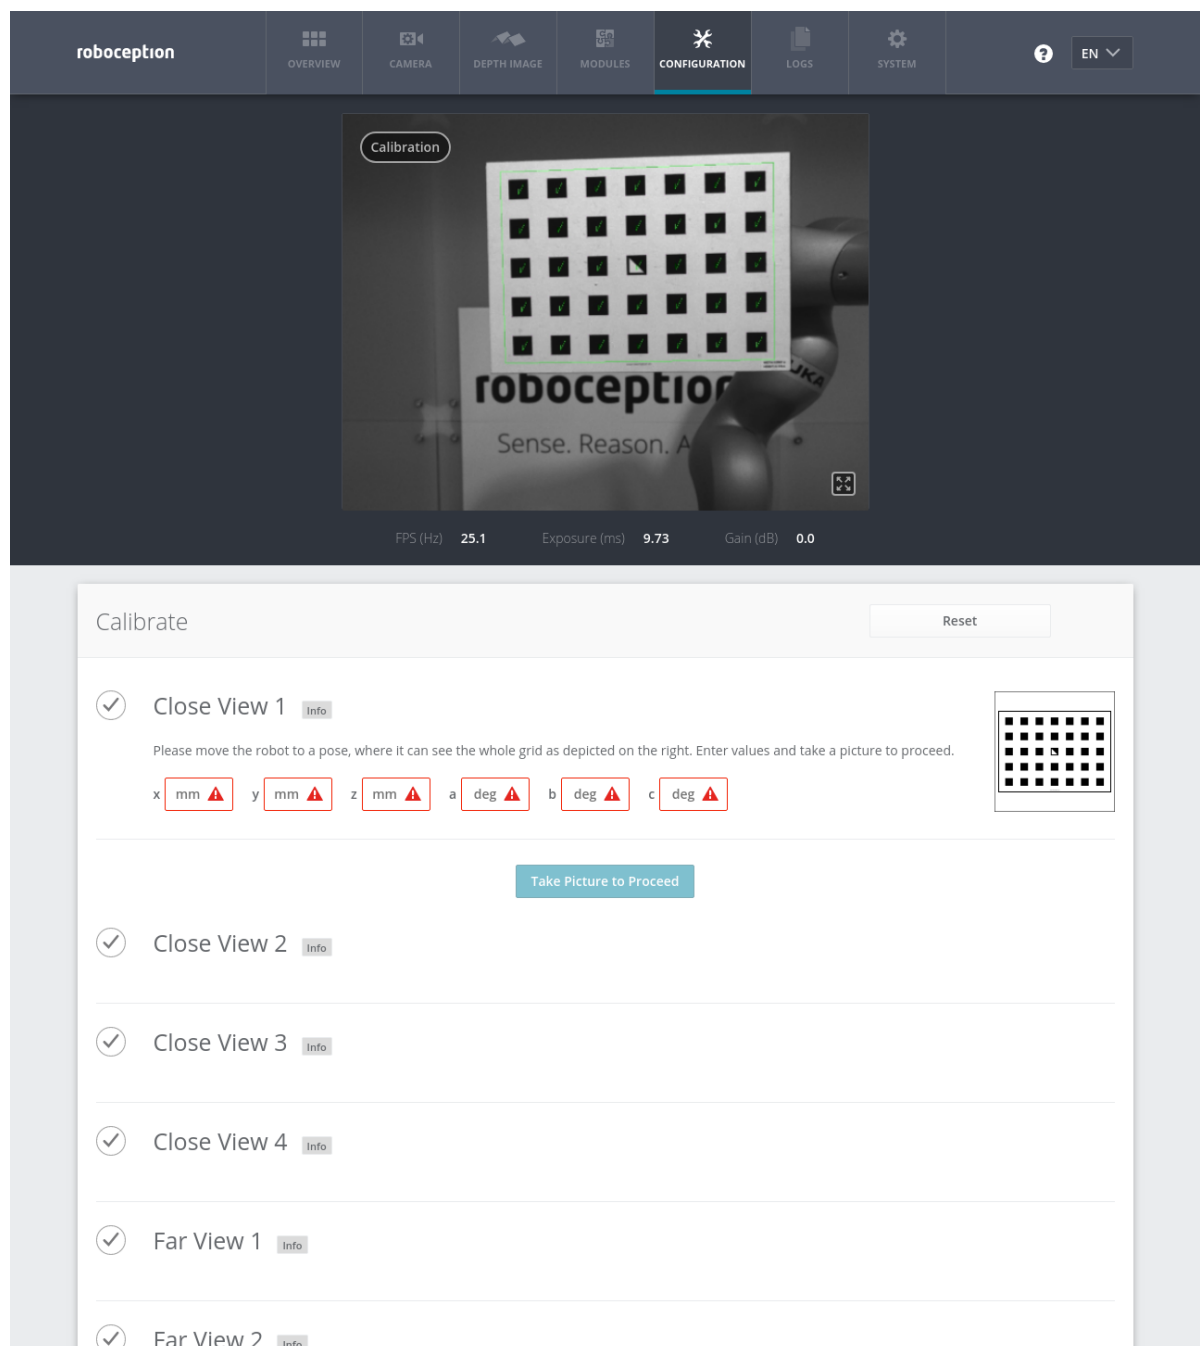 roboception
OVERVIEW
CAMERA
DEPTH IMAGE
MODULES
CONFIGURATION
LOGS
SYSTEM
EN
Calibration
KUKA
roboception
Sense. Reason. A
FPS (Hz) 25.1 Exposure (ms) 9.73 Gain (dB) 0.0
Calibrate
Reset
Close View 1 Info
Please move the robot to a pose, where it can see the whole grid as depicted on the right. Enter values and take a picture to proceed.
x mm y mm z mm a deg b deg c deg
Take Picture to Proceed
Close View 2 Info
Close View 3 Info
Close View 4 Info
Far View 1 Info
Far View 2 Info